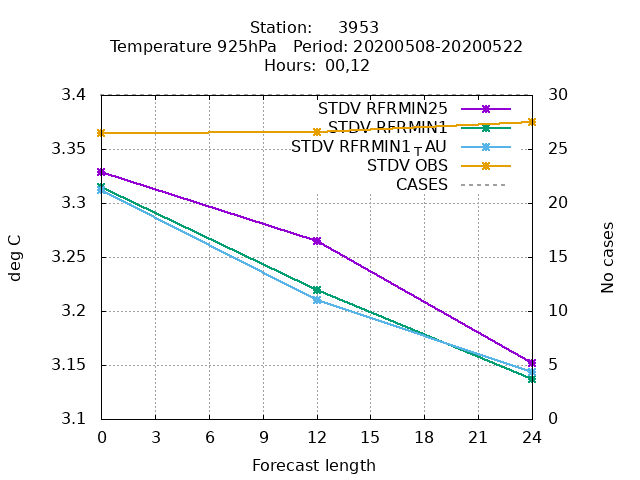 Station:     3953
Temperature 925hPa   Period: 20200508-20200522
Hours: 00,12
3.4
3.35
3.3
3.25
3.2
3.15
3.1
deg C
30
25
20
15
10
5
0
No cases
STDV RFRMIN25
STDV RFRMIN1
STDV RFRMIN1TAU
STDV OBS
CASES
0 3 6 9 12 15 18 21 24
Forecast length